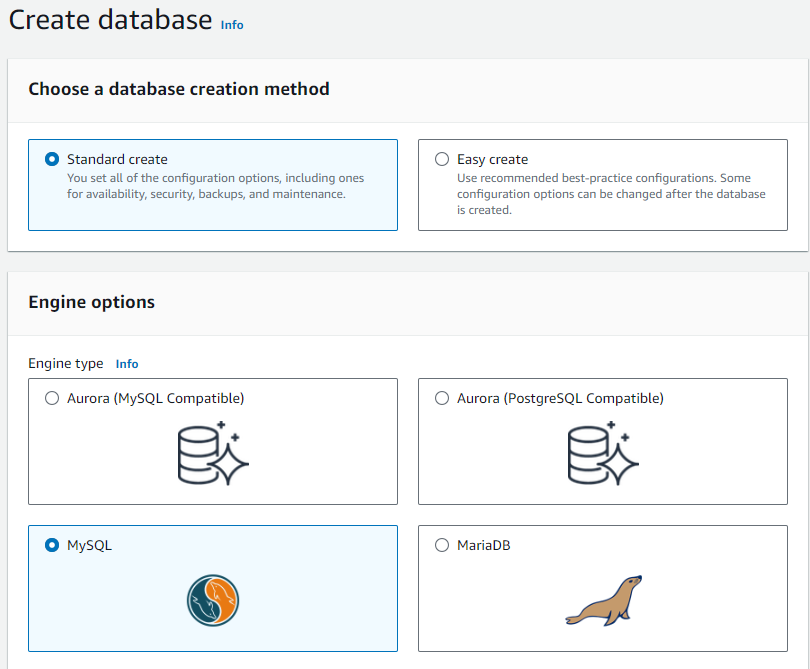 Create database Info
Choose a database creation method
Standard create
You set all of the configuration options, including ones
for availability, security, backups, and maintenance.
Easy create
Use recommended best-practice configurations. Some
configuration options can be changed after the database
is created.
Engine options
Engine type Info
Aurora (MySQL Compatible)
Aurora (PostgreSQL Compatible)
MySQL
MariaDB